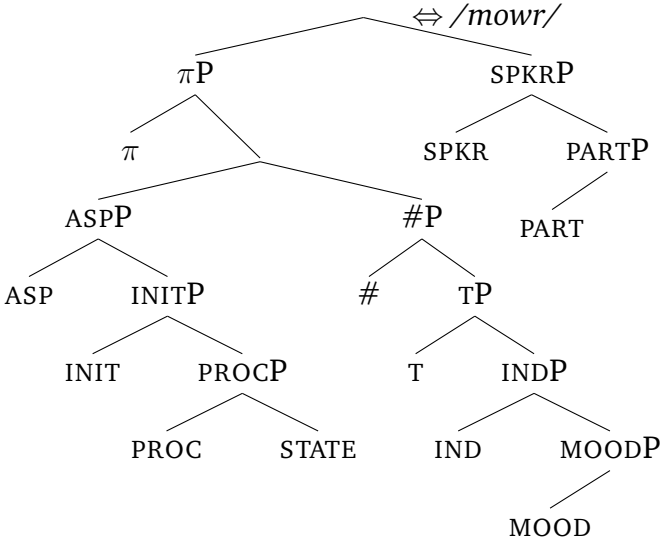 ⇔ /mowr/
πP SPKRP
π SPKR PARTP
ASPP #P PART
ASP INITP # TP
INIT PROCP T INDP
PROC STATE IND MOODP
MOOD